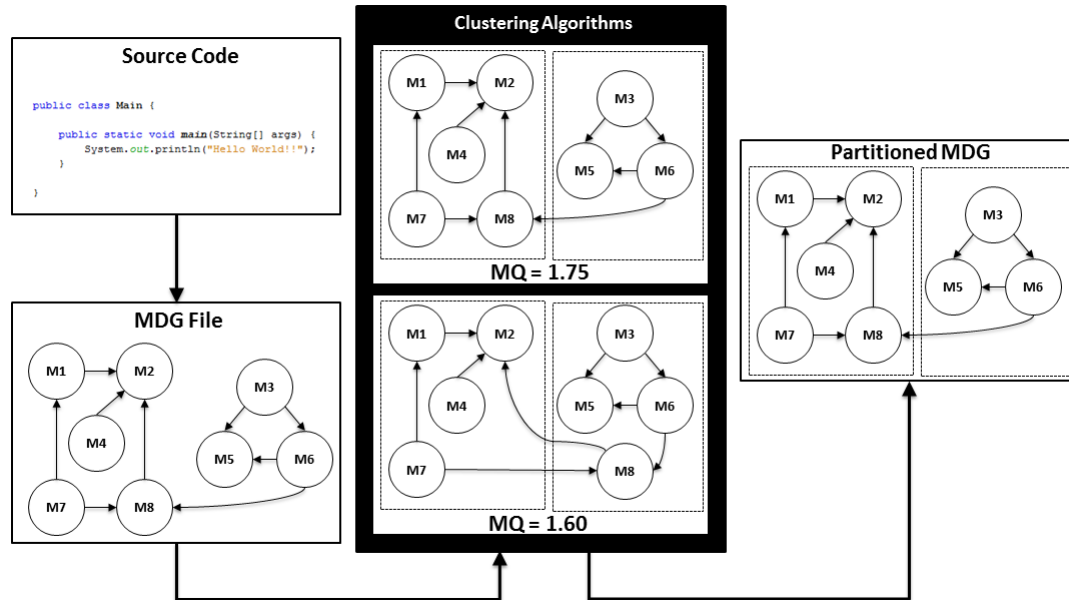 Source Code
public class Main {
public static void main(String[] args) {
System.out.println("Hello World!!");
}
}
MDG File
M1
M2
M3
M4
M5
M6
M7
M8
Clustering Algorithms
M1
M2
M3
M4
M5
M6
M7
M8
MQ = 1.75
M1
M2
M3
M4
M5
M6
M7
M8
MQ = 1.60
Partitioned MDG
M1
M2
M3
M4
M5
M6
M7
M8